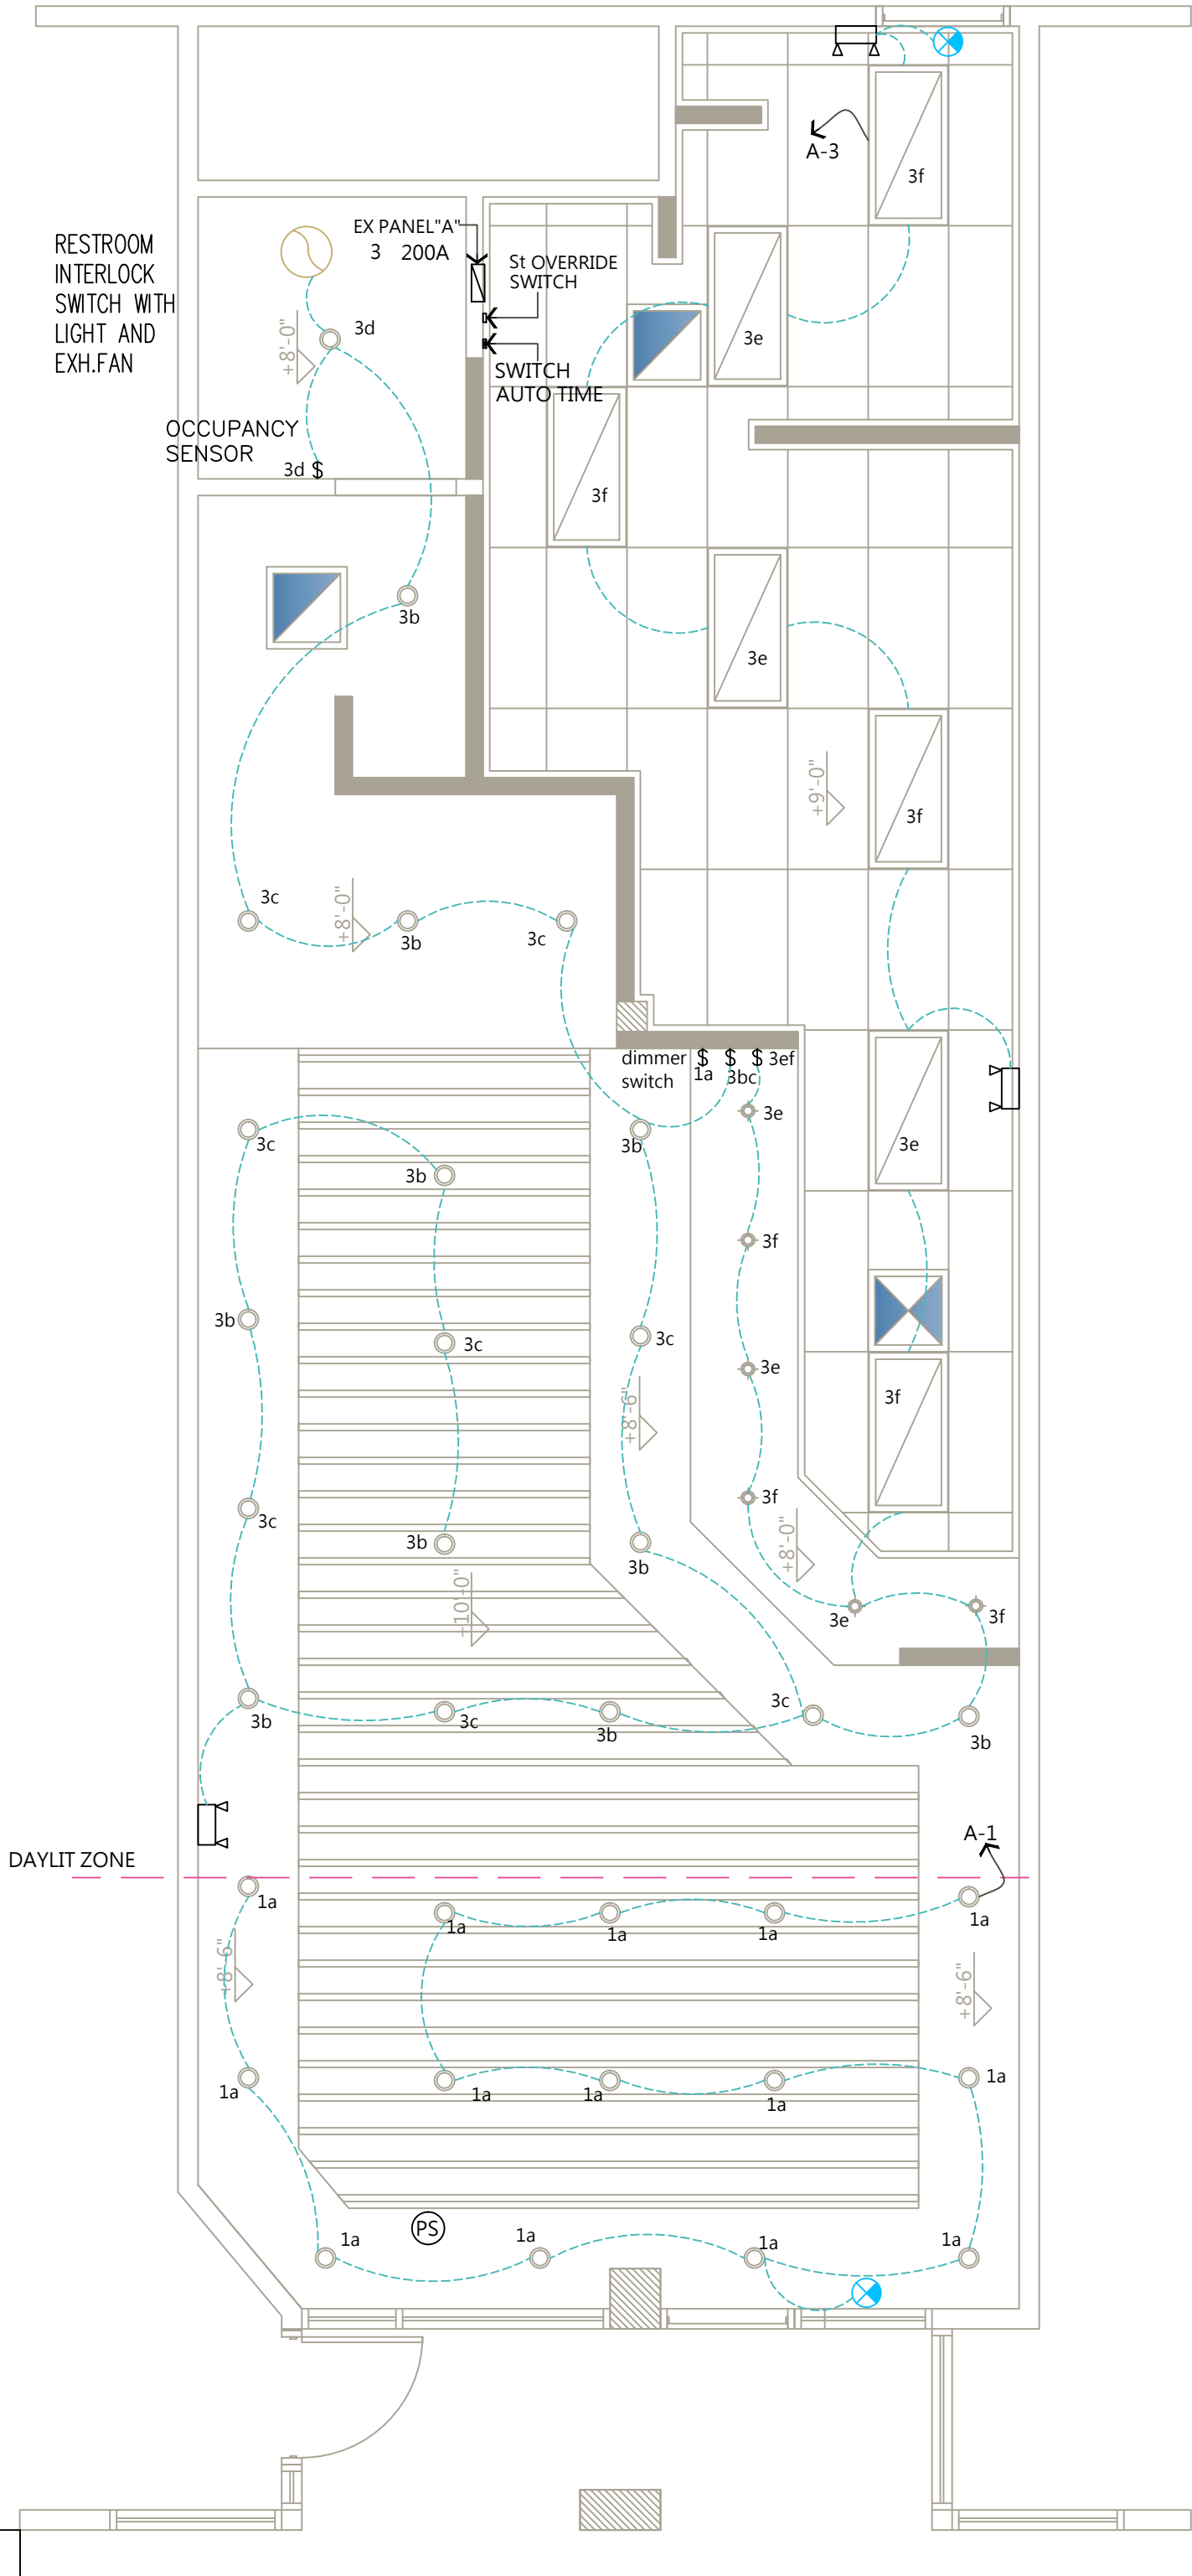 A-3
3f
RESTROOM
INTERLOCK
SWITCH WITH
LIGHT AND
EXH.FAN
EX PANEL"A"
3 200A
St OVERRIDE
SWITCH
3d
+8'-0"
3e
SWITCH
AUTO TIME
OCCUPANCY
SENSOR
3d $
3f
3b
3e
+9'-0"
3f
3c
+8'-0"
3b
3c
dimmer
switch
$ $ $ 3ef
1a
3bc
3e
3c
3b
3b
3e
3b
3f
3b
3c
3c
3e
+8'-6"
3f
3c
3f
3b
3b
+8'-0"
+10'-0"
3e
3f
3b
3c
3b
3c
3b
A-1
DAYLIT ZONE
1a
1a
1a
1a
1a
+8'-6"
+8'-6"
1a
1a
1a
1a
1a
PS
1a
1a
1a
1a